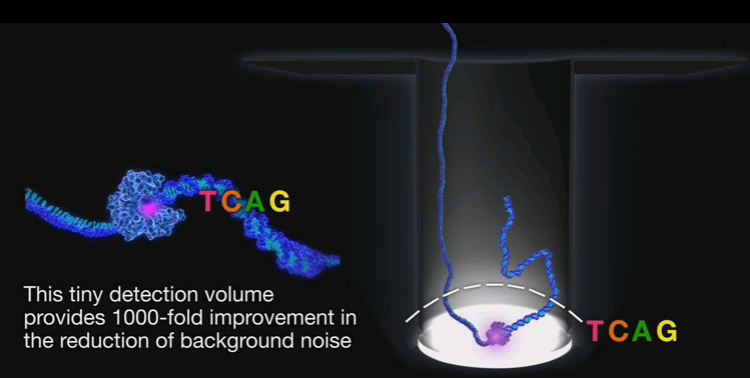 TCAG
This tiny detection volume
provides 1000-fold improvement in
the reduction of background noise
TCAG